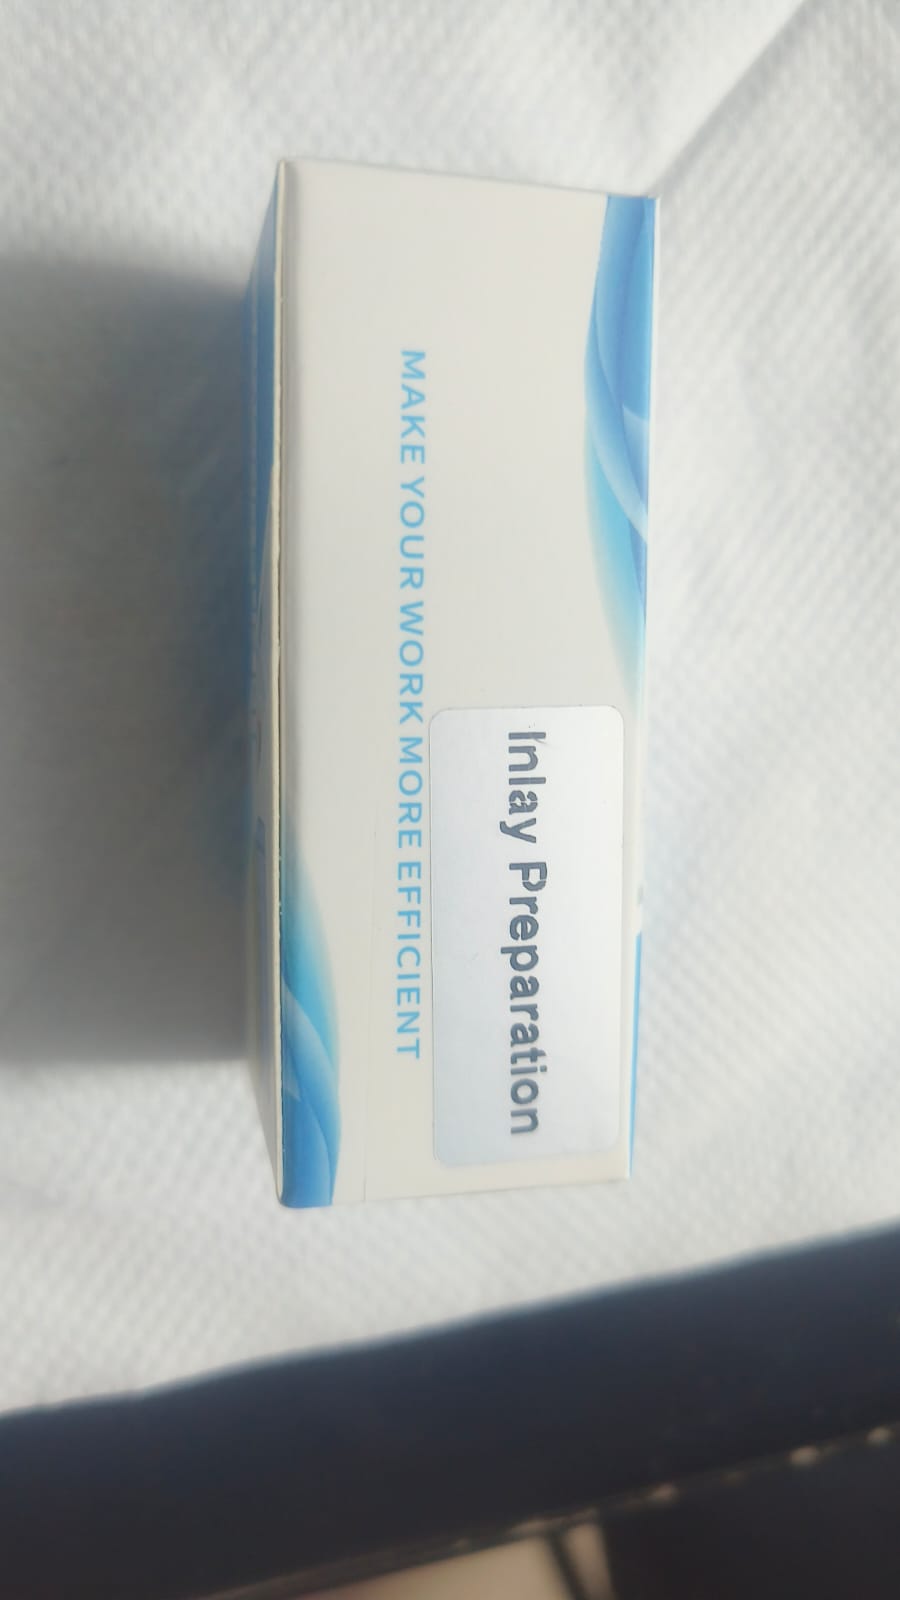 Inlay Preparation
MAKE YOUR WORK MORE EFFICIENT